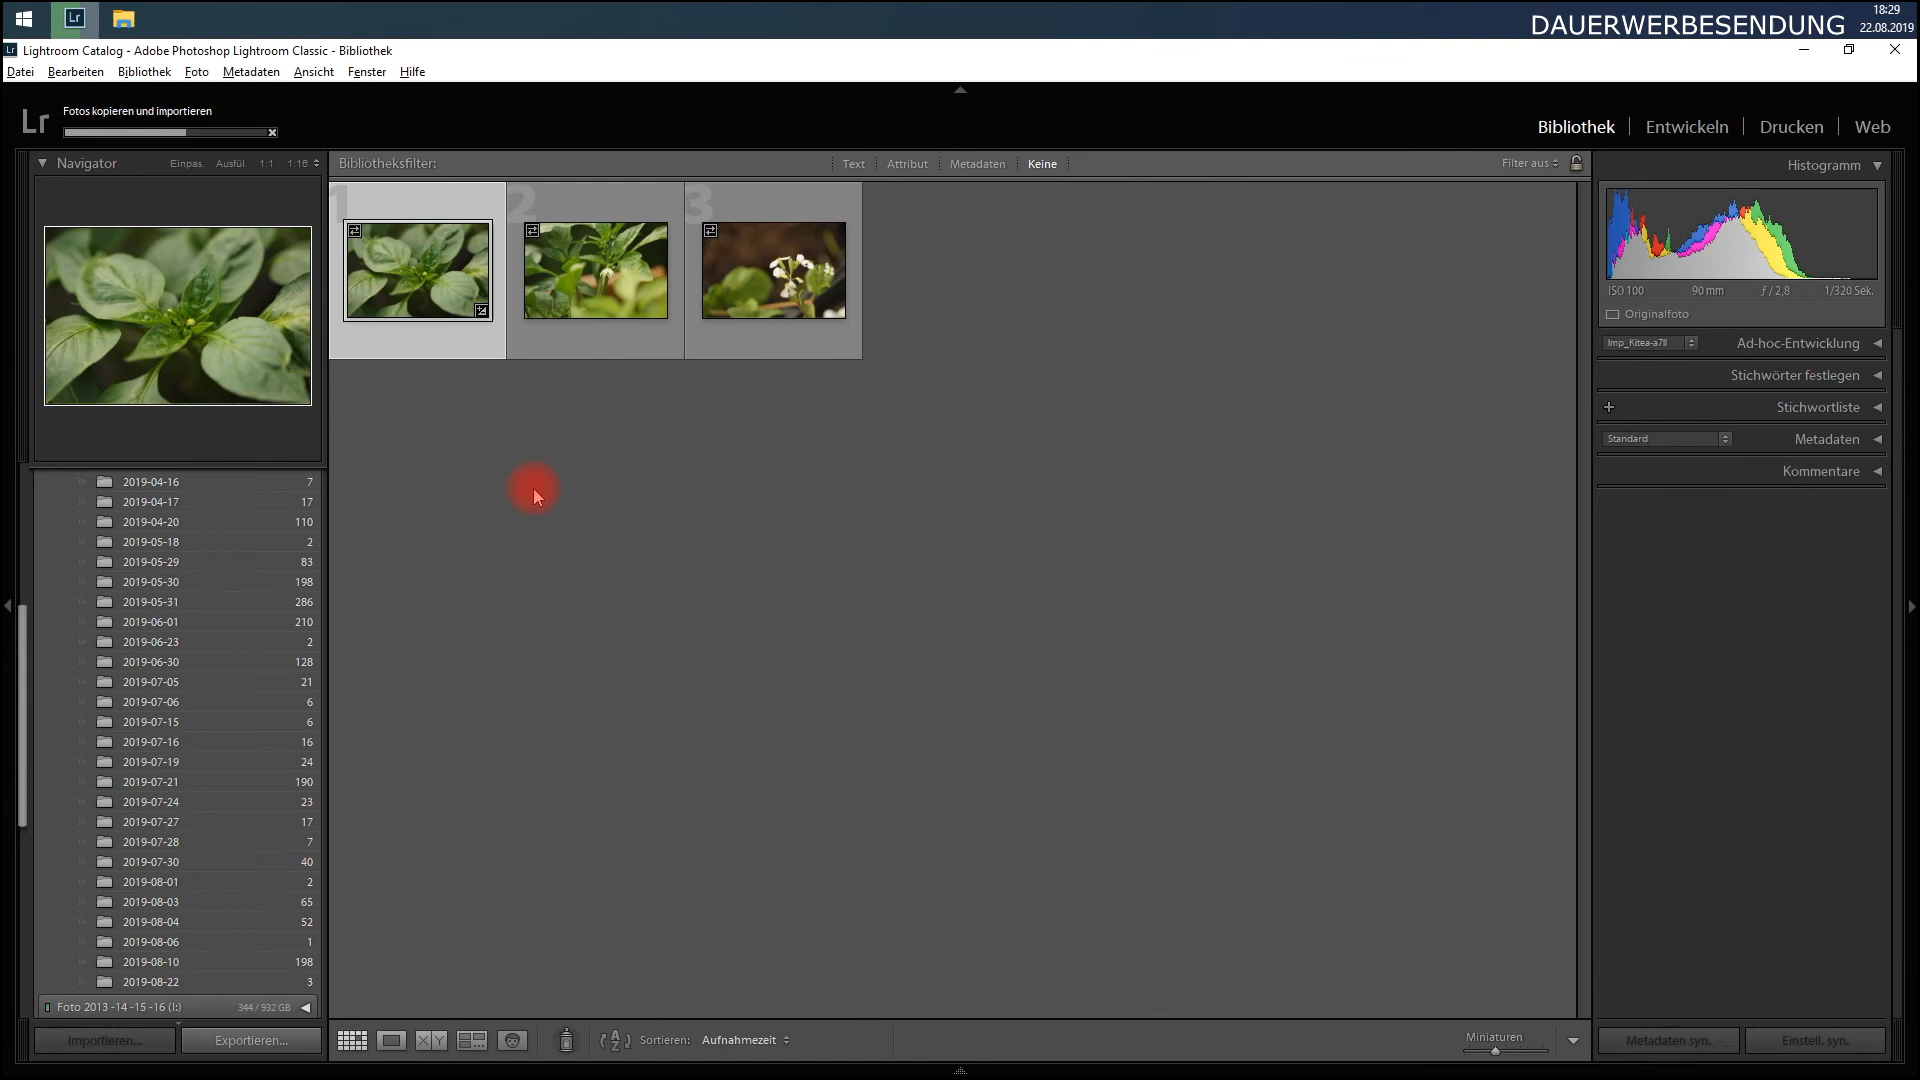 Lr
18:29
DAUERWERBESENDUNG
22.08.2019
Lr Lightroom Catalog - Adobe Photoshop Lightroom Classic - Bibliothek
Datei Bearbeiten Bibliothek Foto Metadaten Ansicht Fenster Hilfe
Lr
Fotos kopieren und importieren
Bibliothek Entwickeln Drucken Web
Navigator Einpas. Ausfül. 1:1 1:16
Bibliotheksfilter: Text Attribut Metadaten Keine Filter aus
Histogramm
1 2 3
ISO 100 90 mm ƒ / 2,8 1/320 Sek.
Originalfoto
Imp_Kitea-a7II Ad-hoc-Entwicklung
Stichwörter festlegen
Stichwortliste
Standard Metadaten
Kommentare
2019-04-16 7
2019-04-17 17
2019-04-20 110
2019-05-18 2
2019-05-29 83
2019-05-30 198
2019-05-31 286
2019-06-01 210
2019-06-23 2
2019-06-30 128
2019-07-05 21
2019-07-06 6
2019-07-15 6
2019-07-16 16
2019-07-19 24
2019-07-21 190
2019-07-24 23
2019-07-27 17
2019-07-28 7
2019-07-30 40
2019-08-01 2
2019-08-03 65
2019-08-04 52
2019-08-06 1
2019-08-10 198
2019-08-22 3
Foto 2013 -14 -15 -16 (I:) 344 / 932 GB
Importieren... Exportieren...
X Y
A Z
Sortieren: Aufnahmezeit
Miniaturen
Metadaten syn. Einstell. syn.